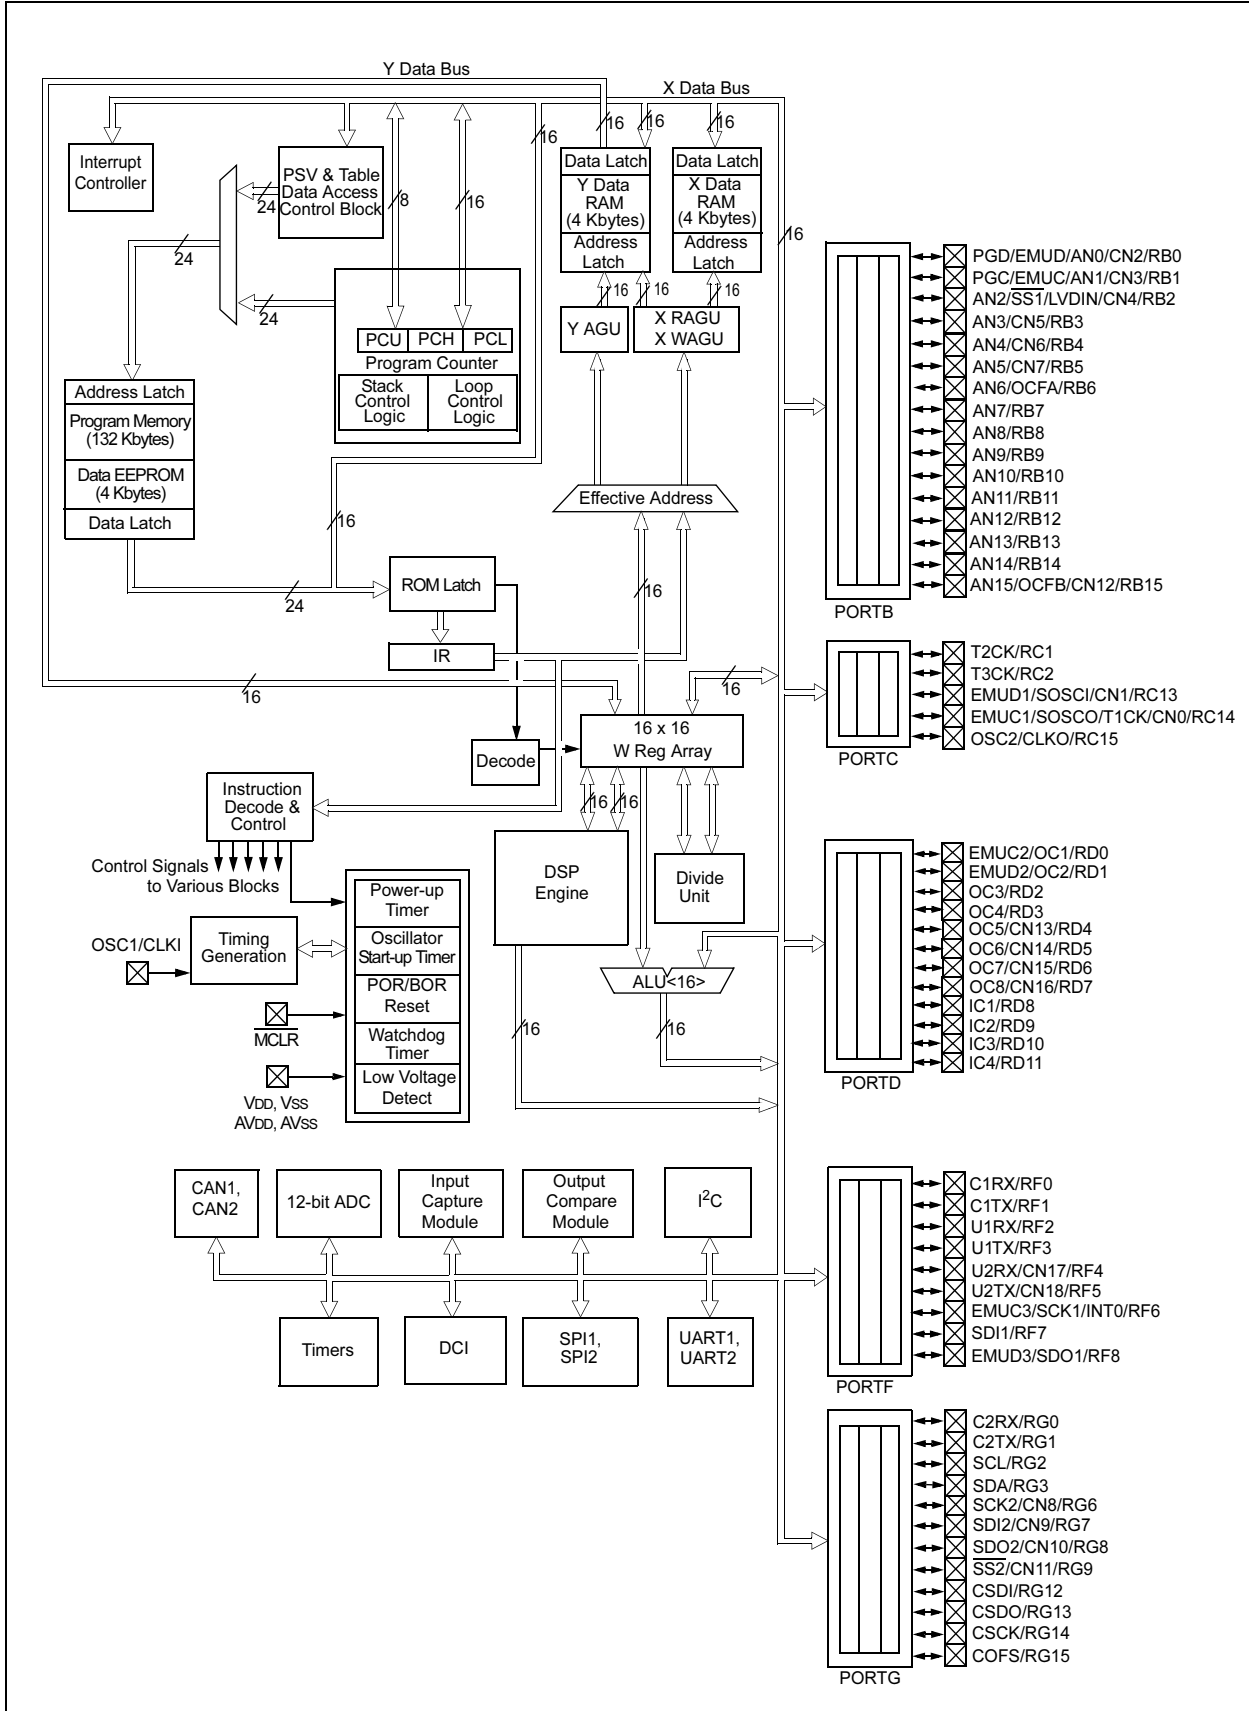 Y Data Bus
X Data Bus
16
16
16
16
Interrupt
Controller
PSV & Table
Data Access
Control Block
24
8
16
Data Latch
Y Data
RAM
(4 Kbytes)
Address
Latch
Data Latch
X Data
RAM
(4 Kbytes)
Address
Latch
16
24
24
16
16
16
Y AGU
X RAGU
X WAGU
PCU
PCH
PCL
Program Counter
Stack
Control
Logic
Loop
Control
Logic
Address Latch
Program Memory
(132 Kbytes)
Data EEPROM
(4 Kbytes)
Data Latch
Effective Address
16
24
16
ROM Latch
IR
16
16
16 x 16
W Reg Array
Decode
Instruction
Decode &
Control
16
16
Control Signals
to Various Blocks
DSP
Engine
Divide
Unit
Power-up
Timer
Oscillator
Start-up Timer
POR/BOR
Reset
Watchdog
Timer
Low Voltage
Detect
OSC1/CLKI
Timing
Generation
MCLR
VDD, VSS
AVDD, AVSS
ALU<16>
16
16
CAN1,
CAN2
12-bit ADC
Input
Capture
Module
Output
Compare
Module
I2C
Timers
DCI
SPI1,
SPI2
UART1,
UART2
PGD/EMUD/AN0/CN2/RB0
PGC/EMUC/AN1/CN3/RB1
AN2/SS1/LVDIN/CN4/RB2
AN3/CN5/RB3
AN4/CN6/RB4
AN5/CN7/RB5
AN6/OCFA/RB6
AN7/RB7
AN8/RB8
AN9/RB9
AN10/RB10
AN11/RB11
AN12/RB12
AN13/RB13
AN14/RB14
AN15/OCFB/CN12/RB15
PORTB
T2CK/RC1
T3CK/RC2
EMUD1/SOSCI/CN1/RC13
EMUC1/SOSCO/T1CK/CN0/RC14
OSC2/CLKO/RC15
PORTC
EMUC2/OC1/RD0
EMUD2/OC2/RD1
OC3/RD2
OC4/RD3
OC5/CN13/RD4
OC6/CN14/RD5
OC7/CN15/RD6
OC8/CN16/RD7
IC1/RD8
IC2/RD9
IC3/RD10
IC4/RD11
PORTD
C1RX/RF0
C1TX/RF1
U1RX/RF2
U1TX/RF3
U2RX/CN17/RF4
U2TX/CN18/RF5
EMUC3/SCK1/INT0/RF6
SDI1/RF7
EMUD3/SDO1/RF8
PORTF
C2RX/RG0
C2TX/RG1
SCL/RG2
SDA/RG3
SCK2/CN8/RG6
SDI2/CN9/RG7
SDO2/CN10/RG8
SS2/CN11/RG9
CSDI/RG12
CSDO/RG13
CSCK/RG14
COFS/RG15
PORTG